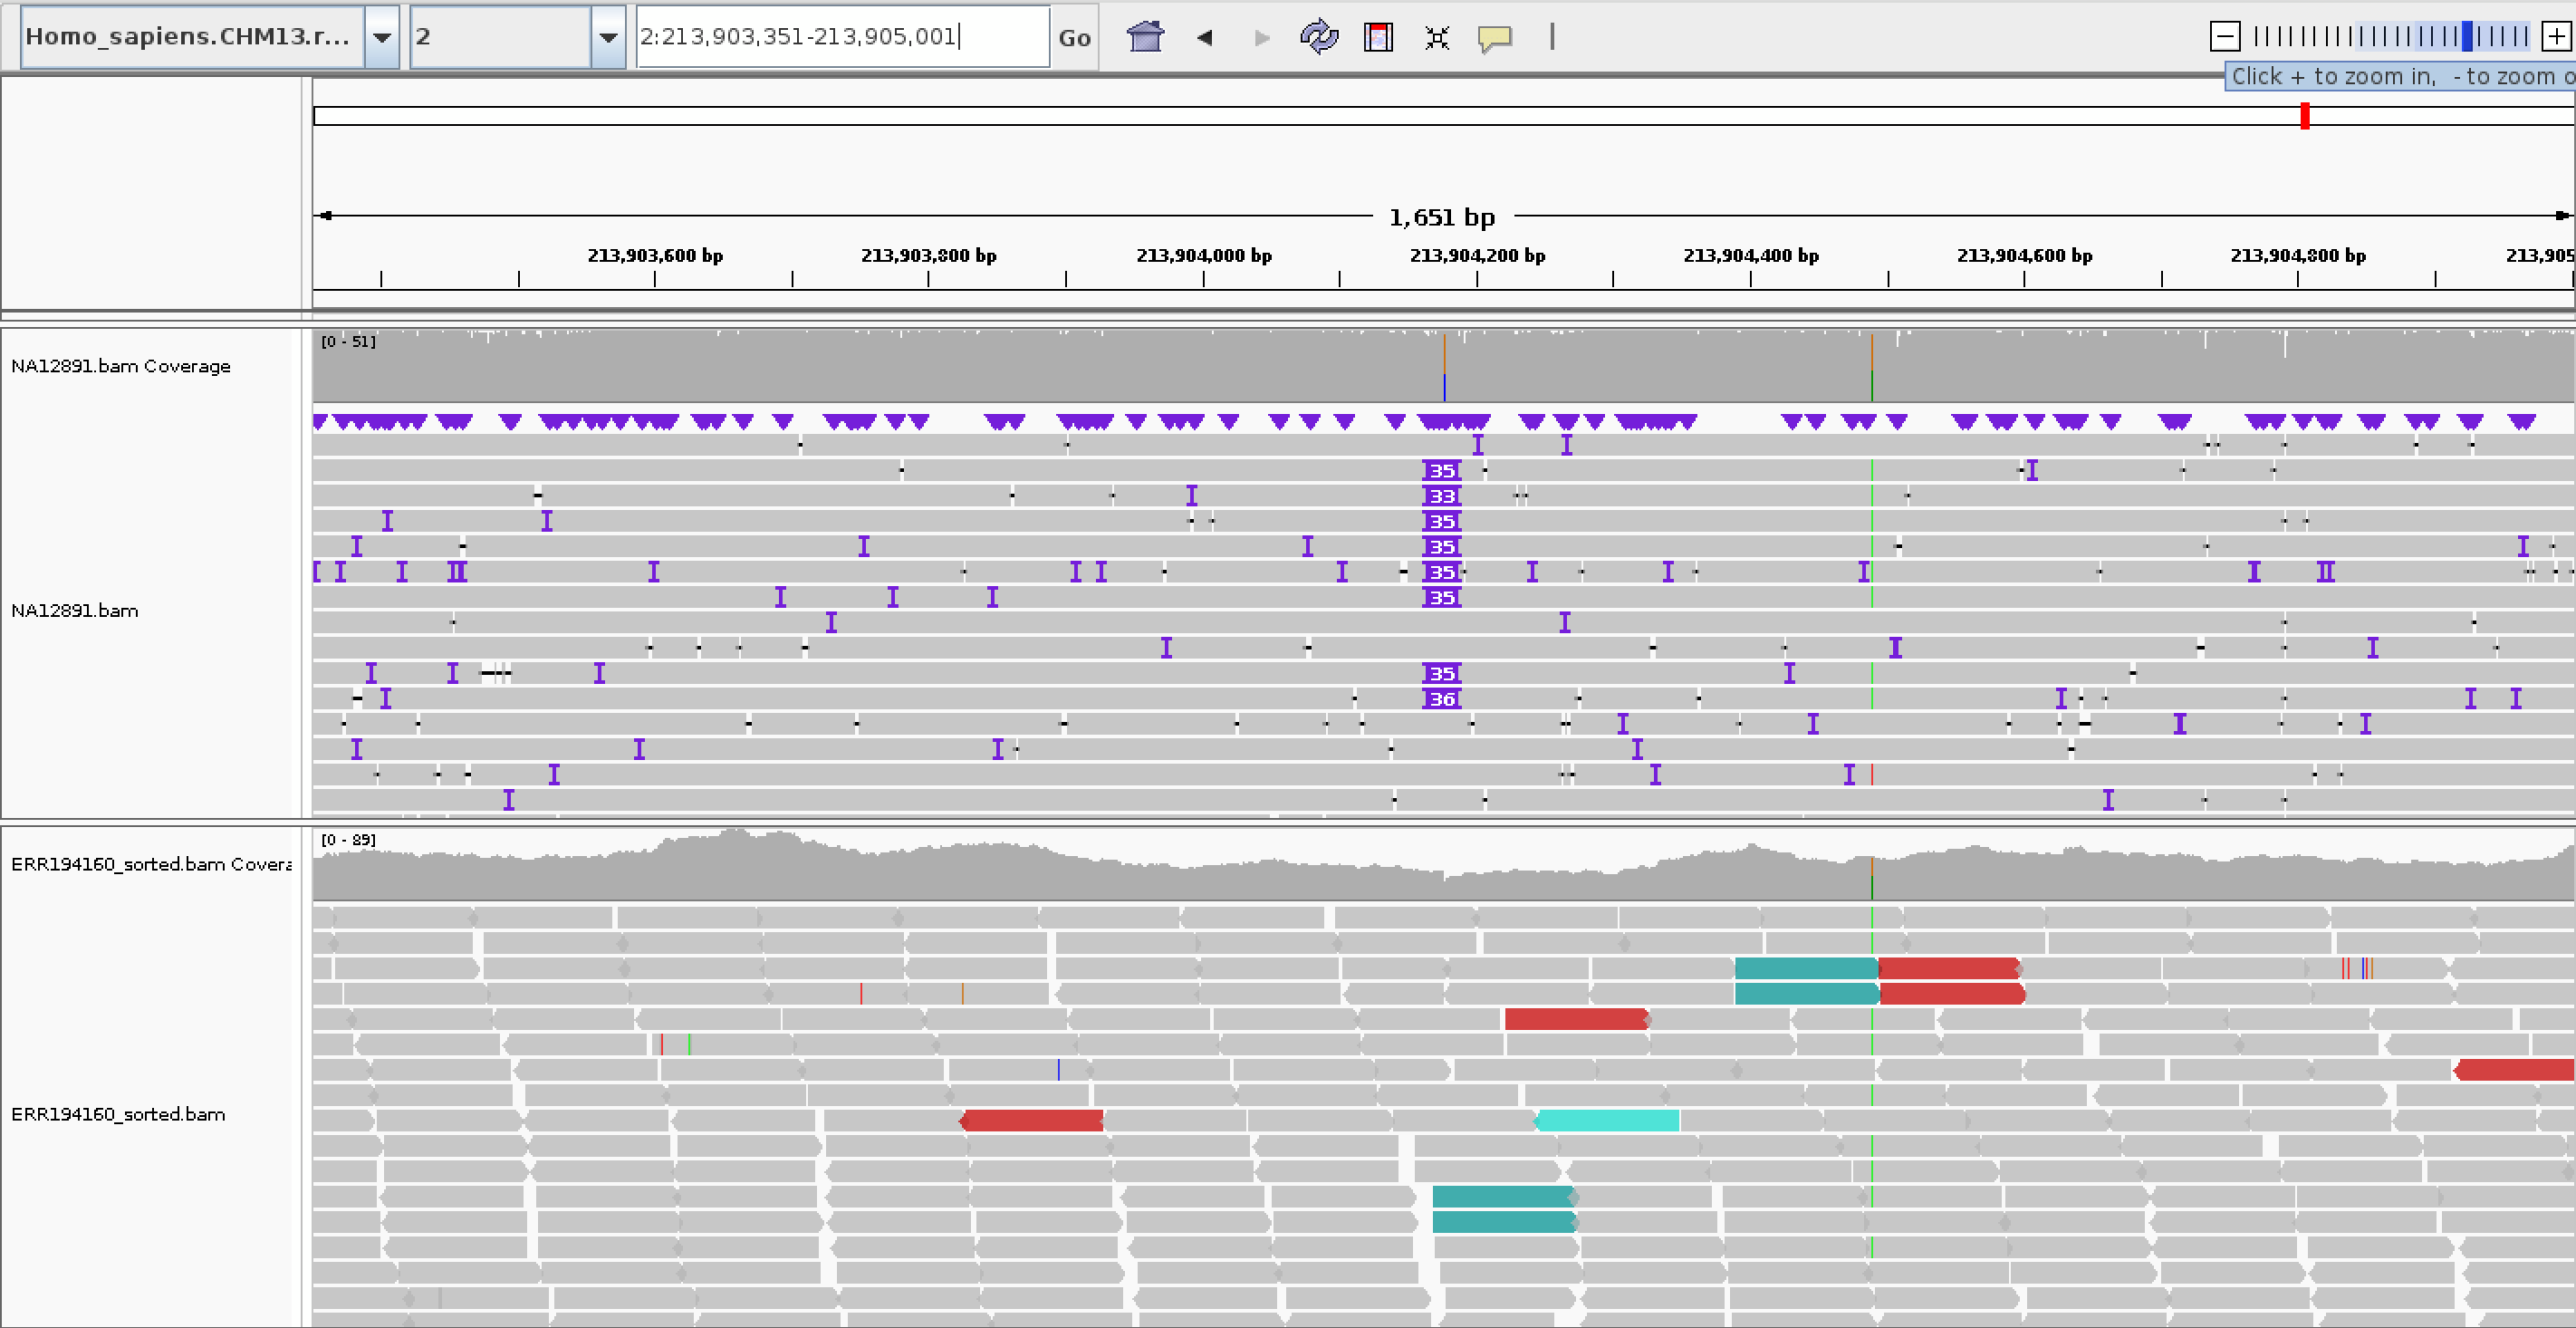 Homo_sapiens.CHM13.r... 2 2:213,903,351-213,905,001 Go
Click + to zoom in, - to zoom o
1,651 bp
213,903,600 bp 213,903,800 bp 213,904,000 bp 213,904,200 bp 213,904,400 bp 213,904,600 bp 213,904,800 bp 213,905
[0 - 51]
NA12891.bam Coverage
35
33
35
35
35
35
NA12891.bam
35
36
[0 - 89]
ERR194160_sorted.bam Covera
ERR194160_sorted.bam